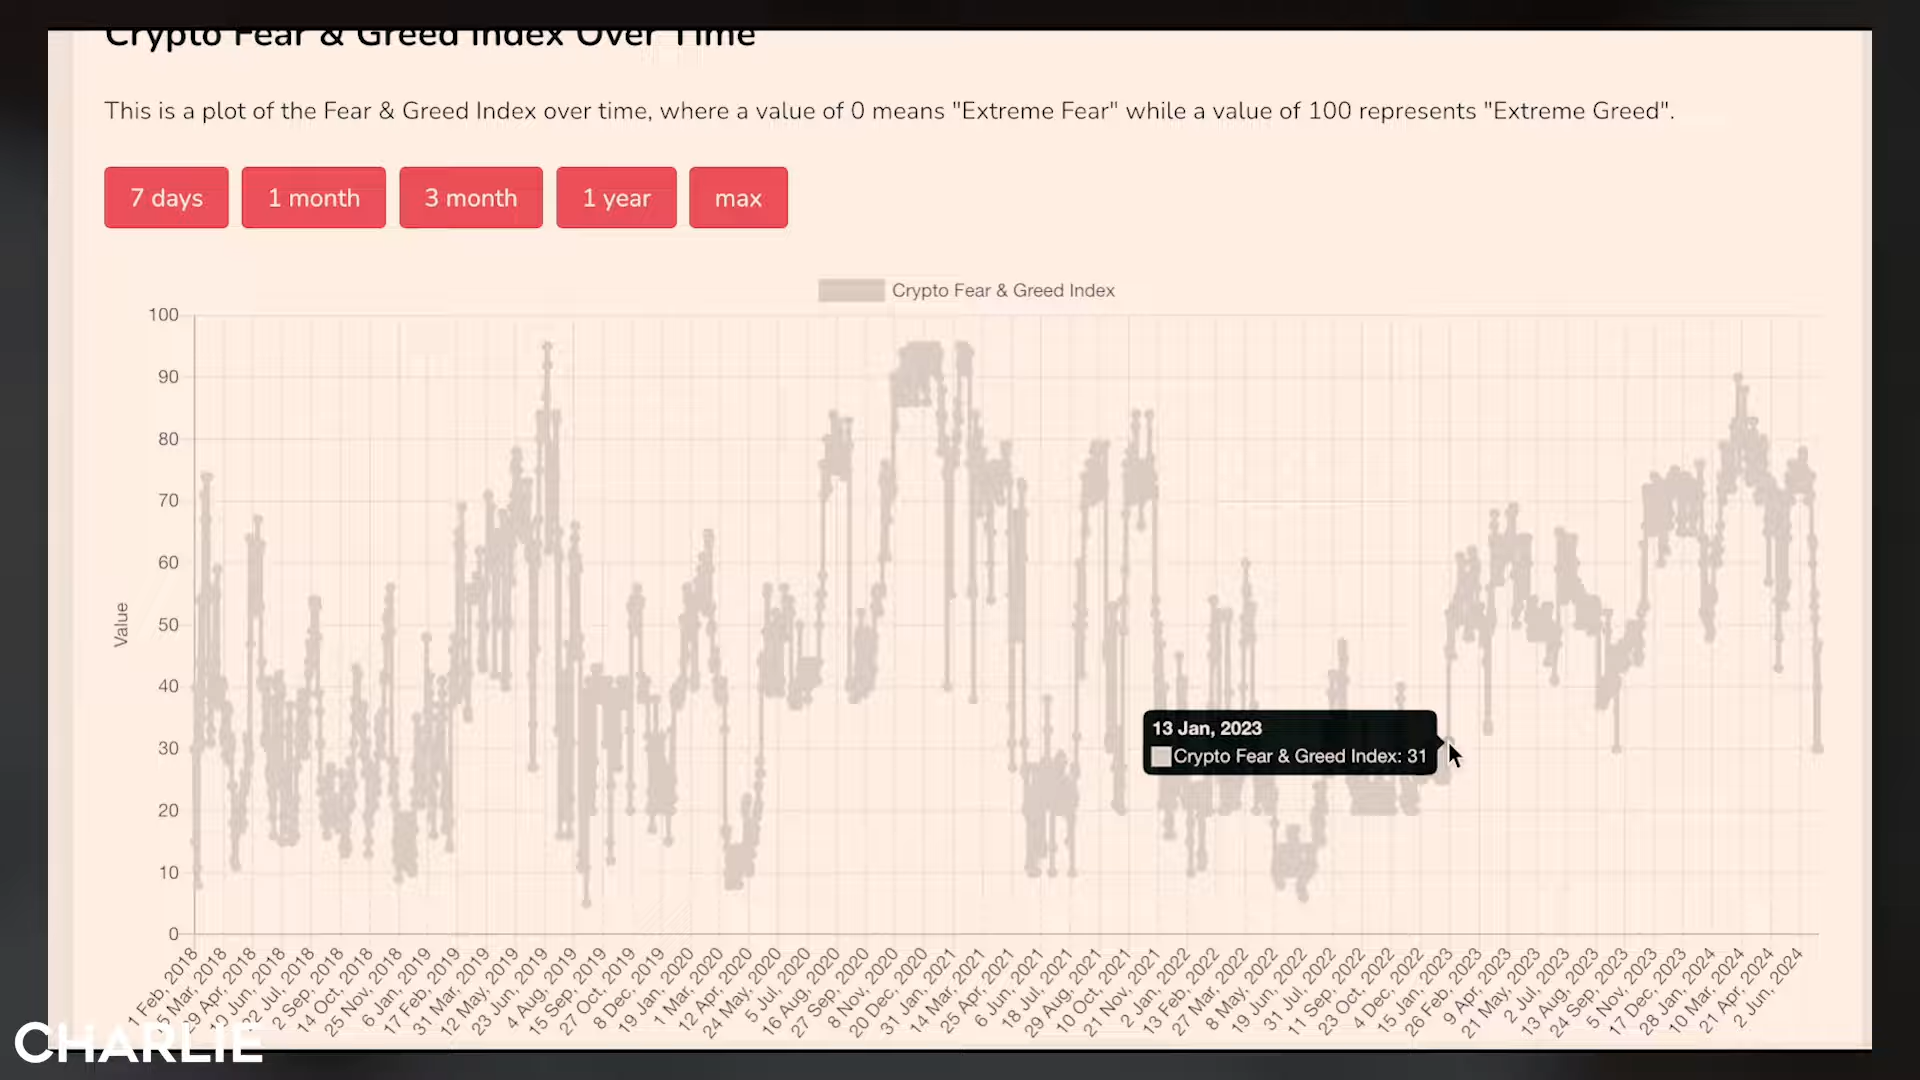 Crypto Fear & Greed Index Over Time
This is a plot of the Fear & Greed Index over time, where a value of 0 means "Extreme Fear" while a value of 100 represents "Extreme Greed".
7 days
1 month
3 month
1 year
max
Crypto Fear & Greed Index
100
90
80
70
60
50
40
30
20
10
0
Value
13 Jan, 2023
Crypto Fear & Greed Index: 31
1 Feb, 2018
5 Mar, 2018
29 Apr, 2018
10 Jun, 2018
22 Jul, 2018
2 Sep, 2018
14 Oct, 2018
25 Nov, 2018
6 Jan, 2019
17 Feb, 2019
31 Mar, 2019
12 May, 2019
23 Jun, 2019
4 Aug, 2019
15 Sep, 2019
27 Oct, 2019
8 Dec, 2019
19 Jan, 2020
1 Mar, 2020
12 Apr, 2020
24 May, 2020
5 Jul, 2020
16 Aug, 2020
27 Sep, 2020
8 Nov, 2020
20 Dec, 2020
31 Jan, 2021
14 Mar, 2021
25 Apr, 2021
6 Jun, 2021
18 Jul, 2021
29 Aug, 2021
10 Oct, 2021
21 Nov, 2021
2 Jan, 2022
13 Feb, 2022
27 Mar, 2022
8 May, 2022
19 Jun, 2022
31 Jul, 2022
11 Sep, 2022
23 Oct, 2022
4 Dec, 2022
15 Jan, 2023
26 Feb, 2023
9 Apr, 2023
21 May, 2023
2 Jul, 2023
13 Aug, 2023
24 Sep, 2023
5 Nov, 2023
17 Dec, 2023
28 Jan, 2024
10 Mar, 2024
21 Apr, 2024
2 Jun, 2024
CHARLIE